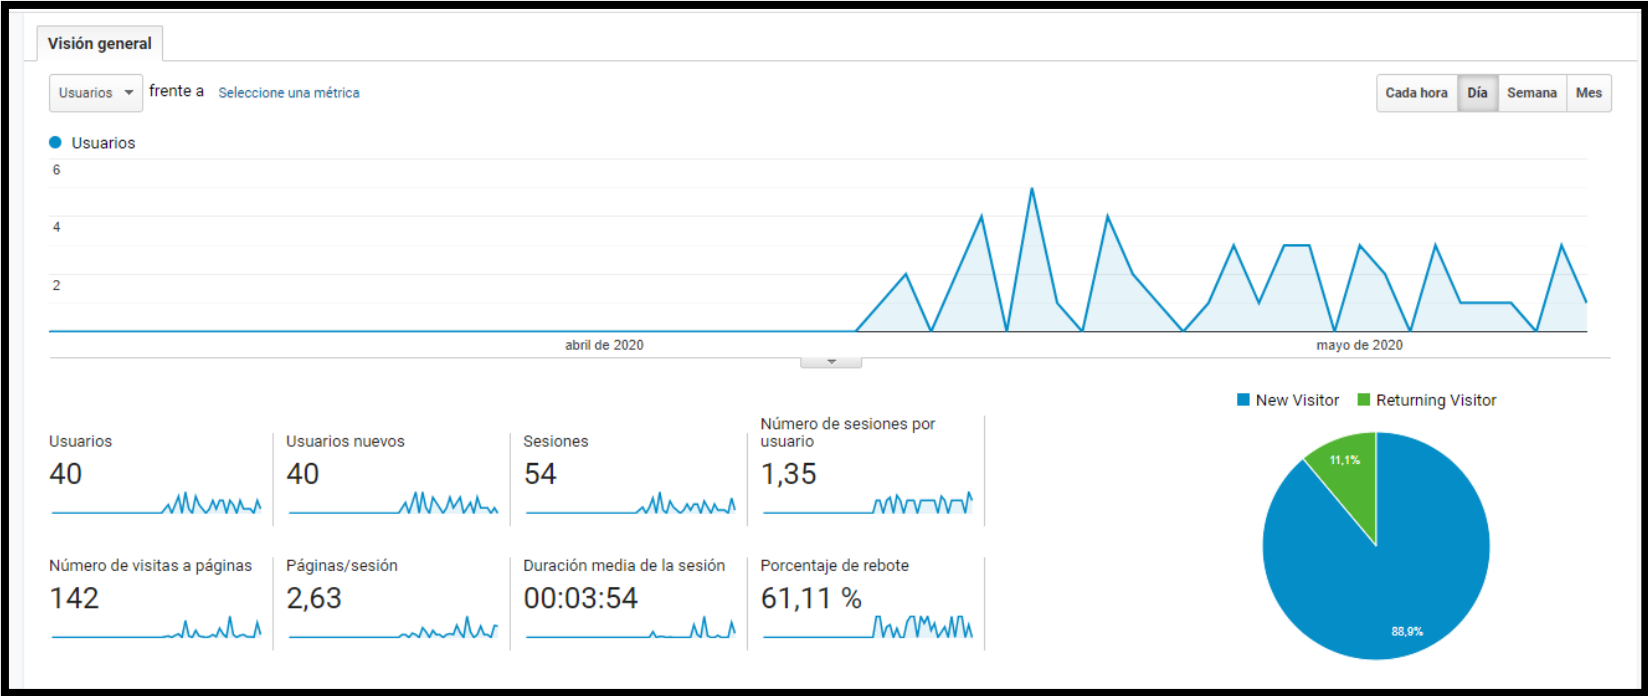 Visión general
Usuarios frente a Seleccione una métrica
Cada hora Día Semana Mes
Usuarios
6
4
2
abril de 2020 mayo de 2020
New Visitor Returning Visitor
Usuarios
40
Usuarios nuevos
40
Sesiones
54
Número de sesiones por
usuario
1,35
Número de visitas a páginas
142
Páginas/sesión
2,63
Duración media de la sesión
00:03:54
Porcentaje de rebote
61,11 %
11,1%
88,9%